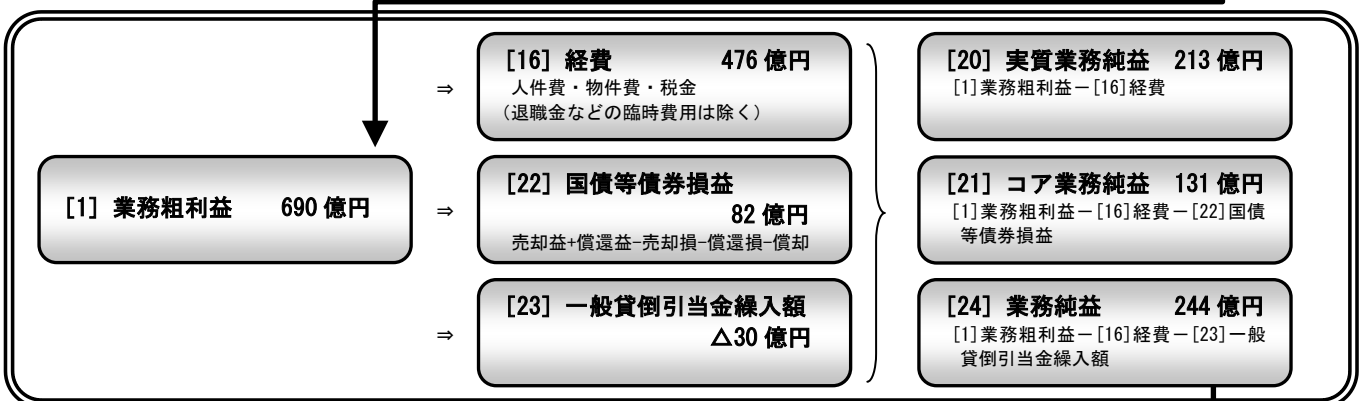 [1] 業務粗利益 690 億円
⇒
[16] 経費 476 億円
人件費・物件費・税金
(退職金などの臨時費用は除く)
⇒
[22] 国債等債券損益
82 億円
売却益+償還益-売却損-償還損-償却
⇒
[23] 一般貸倒引当金繰入額
△30 億円
[20] 実質業務純益 213 億円
[1]業務粗利益-[16]経費
[21] コア業務純益 131 億円
[1]業務粗利益-[16]経費-[22]国債
等債券損益
[24] 業務純益 244 億円
[1]業務粗利益-[16]経費-[23]一般
貸倒引当金繰入額